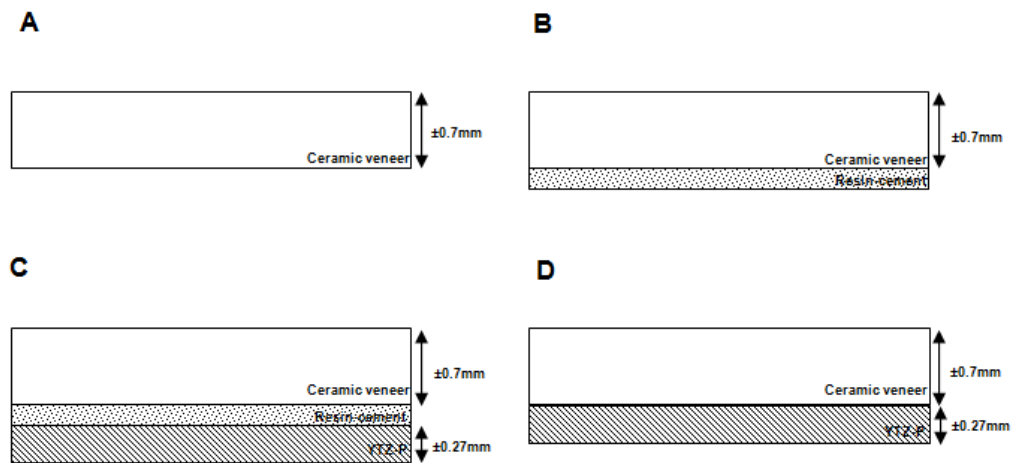 A
±0.7mm
Ceramic veneer
B
±0.7mm
Ceramic veneer
Resin-cement
C
±0.7mm
Ceramic veneer
Resin-cement
YTZ-P
±0.27mm
D
±0.7mm
Ceramic veneer
YTZ-P
±0.27mm